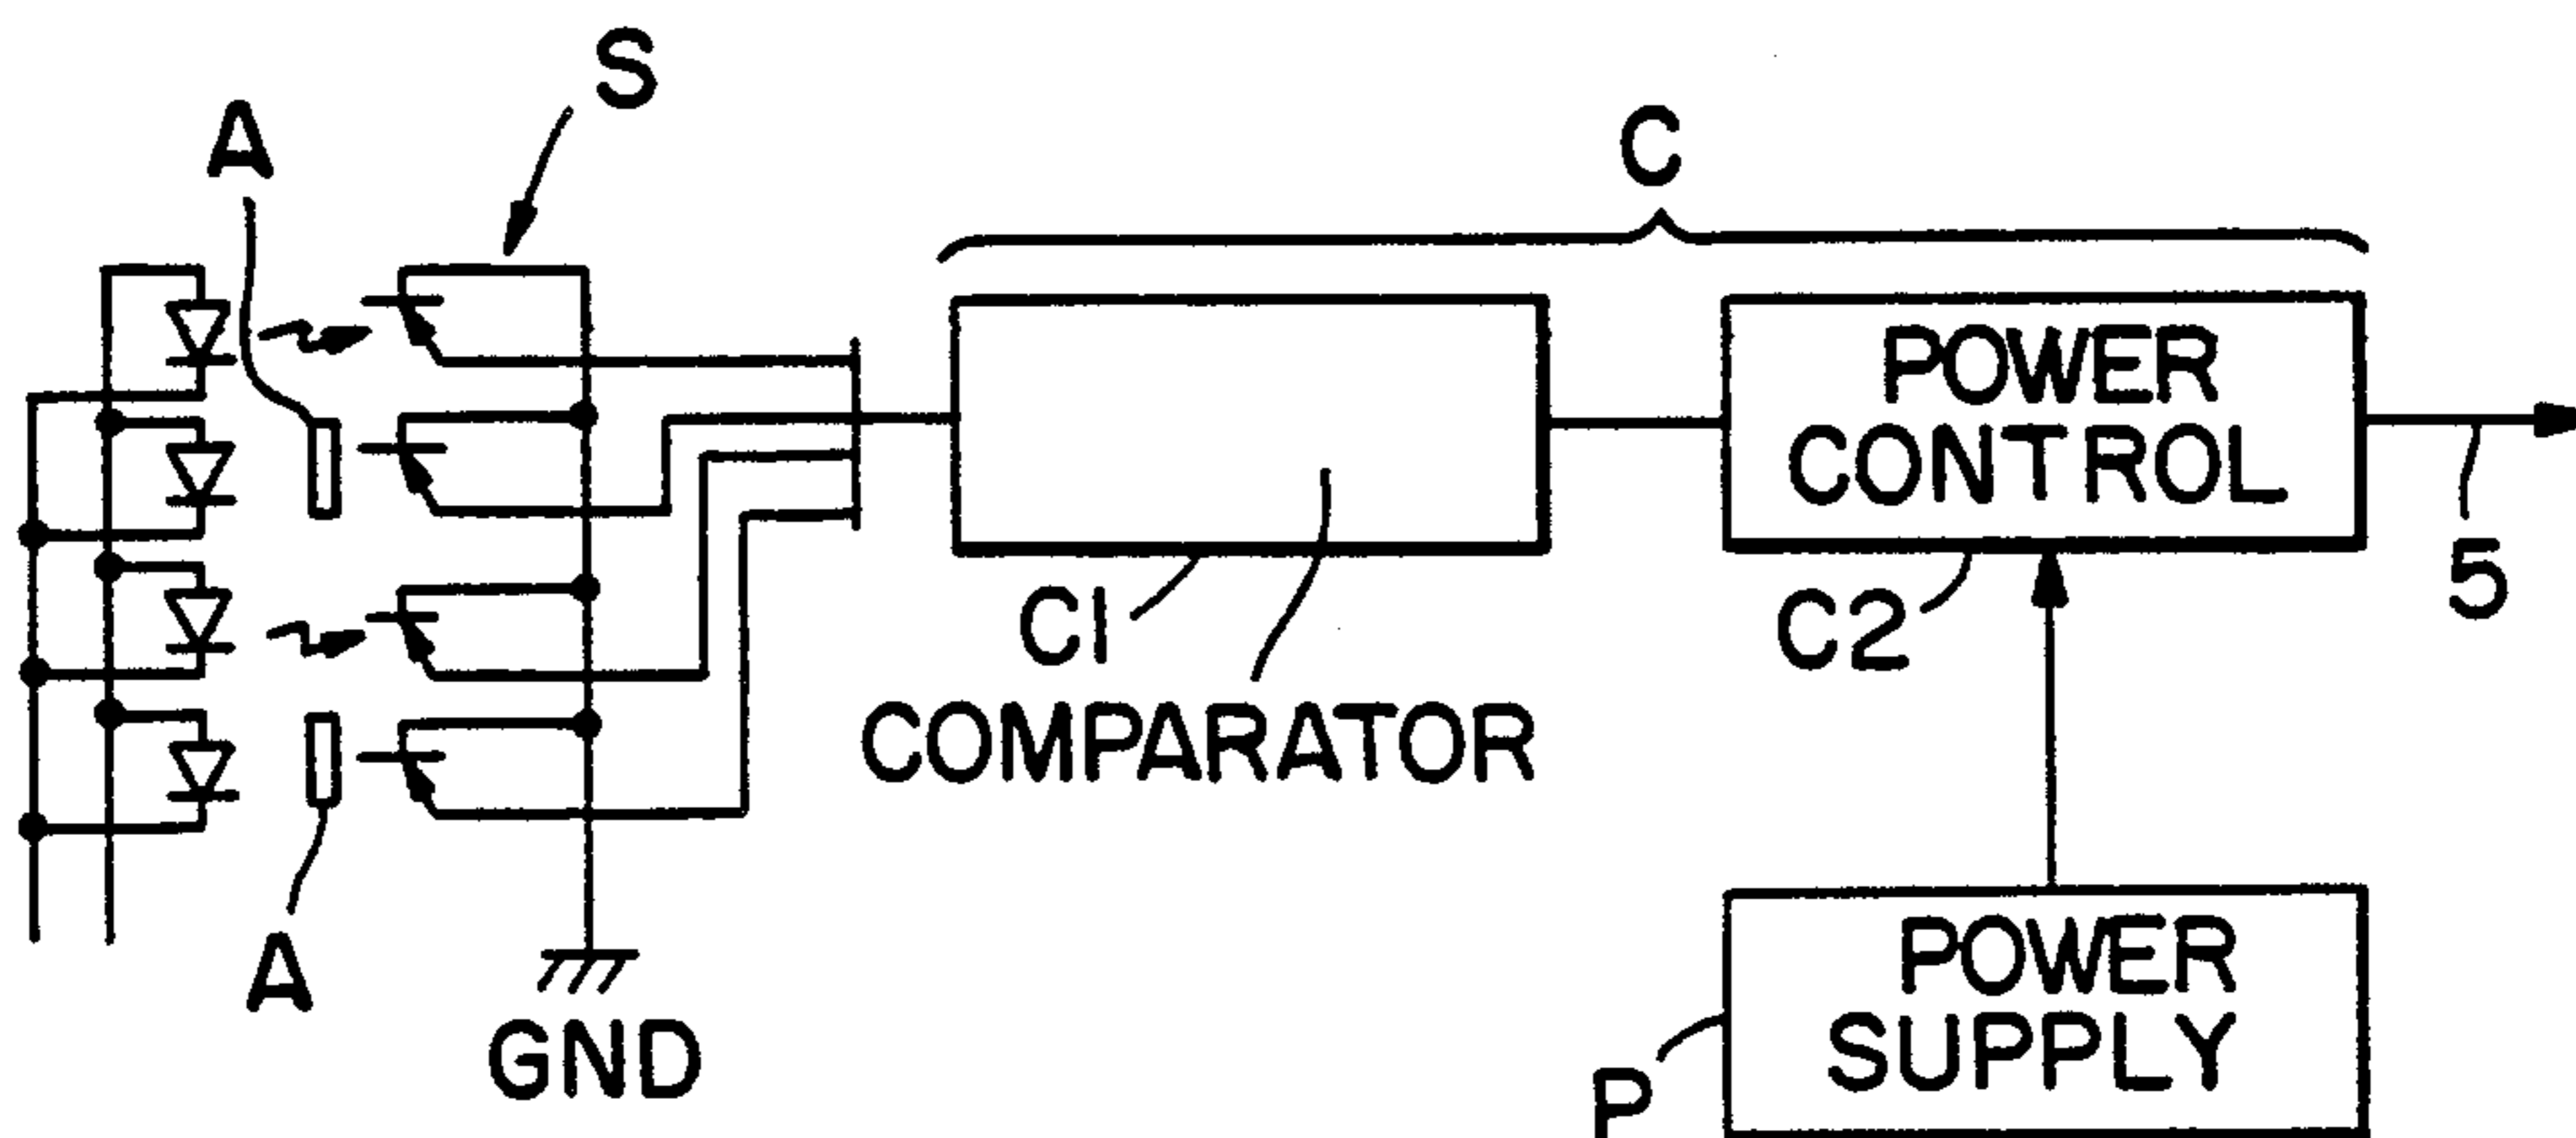 S
A
C
POWER
CONTROL
5
C1
C2
COMPARATOR
A
GND
POWER
SUPPLY
P